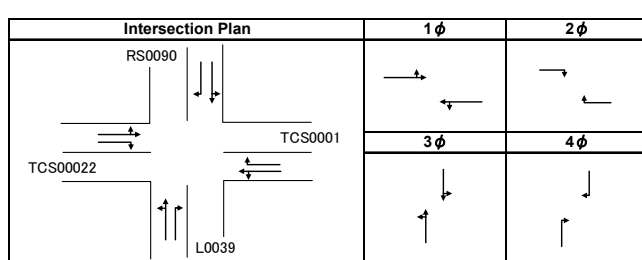 Intersection Plan
1φ
2φ
RS0090
TCS0001
3φ
4φ
TCS00022
L0039